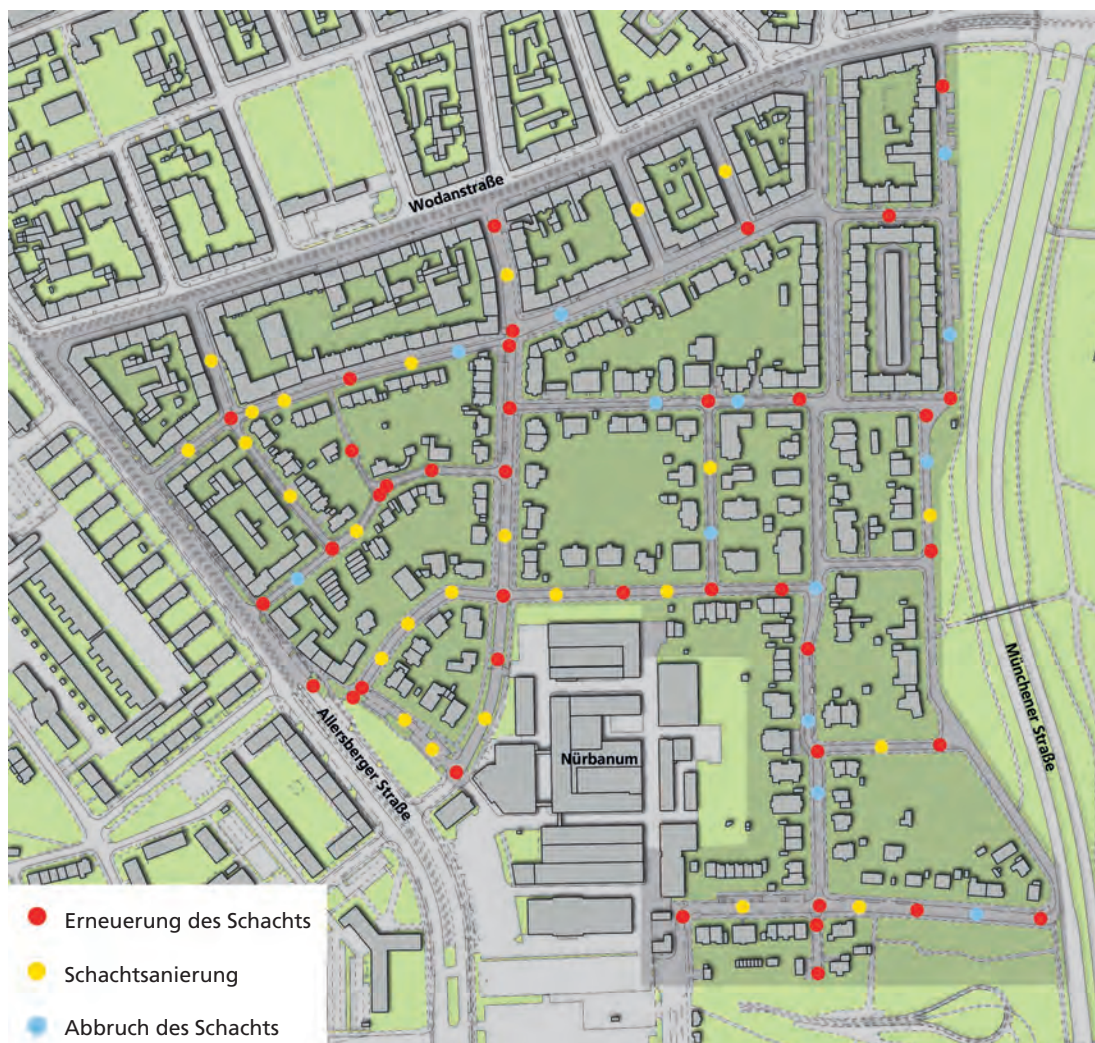 Wodanstraße
Münchener Straße
Allersberger Straße
Nürbanum
Erneuerung des Schachts
Schachtsanierung
Abbruch des Schachts